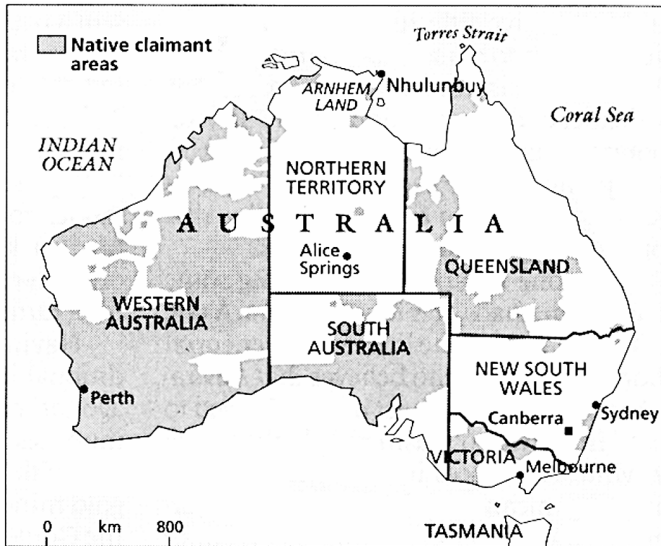 Native claimant
areas
Torres Strait
ARNHEM
LAND
Nhulunbuy
Coral Sea
INDIAN
OCEAN
NORTHERN
TERRITORY
AUSTRALIA
Alice
Springs
QUEENSLAND
WESTERN
AUSTRALIA
SOUTH
AUSTRALIA
NEW SOUTH
WALES
Perth
Canberra
Sydney
VICTORIA
Melbourne
0 km 800
TASMANIA